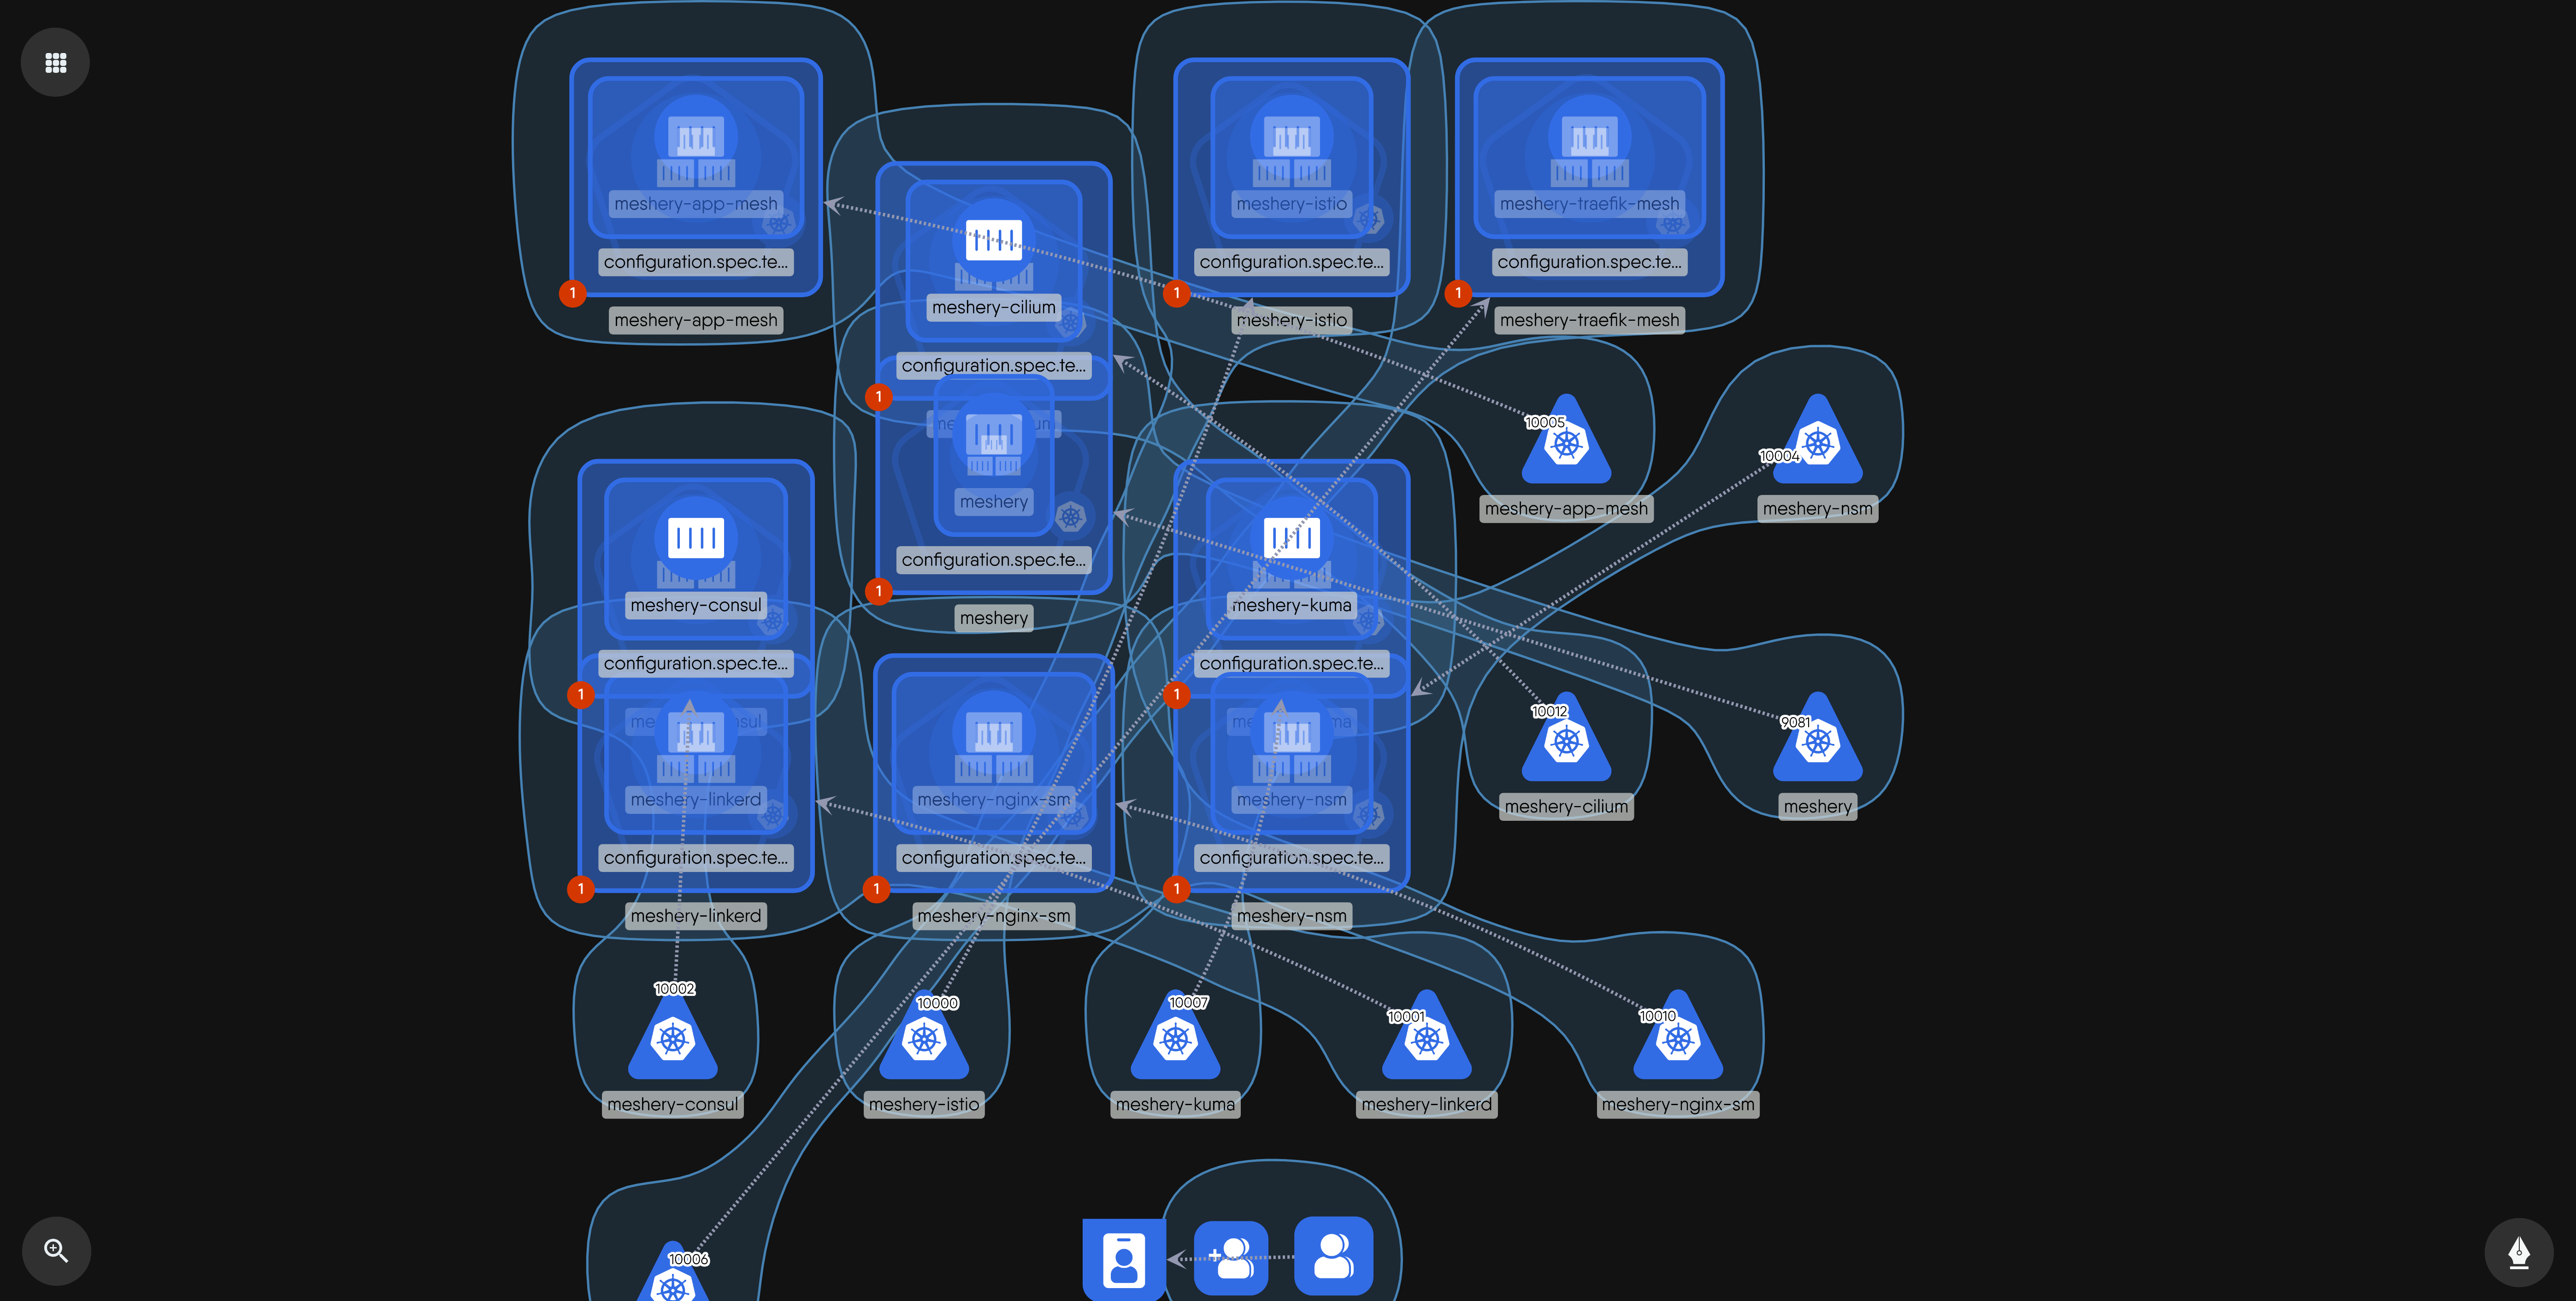 meshery-app-mesh
configuration.spec.te...
1
meshery-app-mesh
meshery-istio
configuration.spec.te...
1
meshery-istio
meshery-traefik-mesh
configuration.spec.te...
1
meshery-traefik-mesh
meshery-cilium
configuration.spec.te...
1
meshery
configuration.spec.te...
1
meshery
10005
meshery-app-mesh
10004
meshery-nsm
meshery-consul
configuration.spec.te...
1
meshery-linkerd
configuration.spec.te...
1
meshery-linkerd
meshery-nginx-sm
configuration.spec.te...
1
meshery-nginx-sm
meshery-kuma
configuration.spec.te...
1
meshery-nsm
configuration.spec.te...
1
meshery-nsm
10012
meshery-cilium
9081
meshery
10002
meshery-consul
10000
meshery-istio
10007
meshery-kuma
10001
meshery-linkerd
10010
meshery-nginx-sm
10006